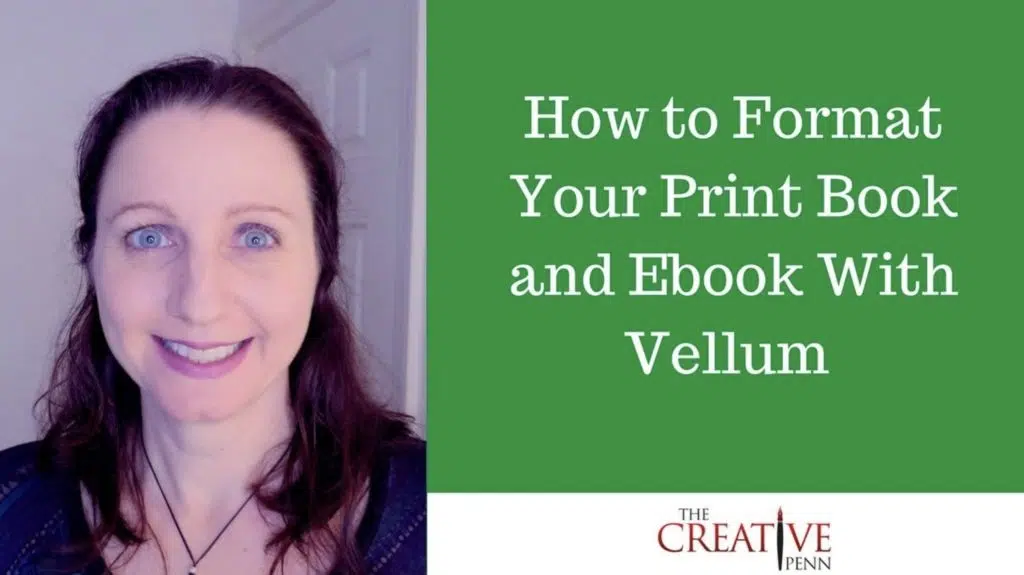 How to Format
Your Print Book
and Ebook With
Vellum
THE
CREATIVE
PENN